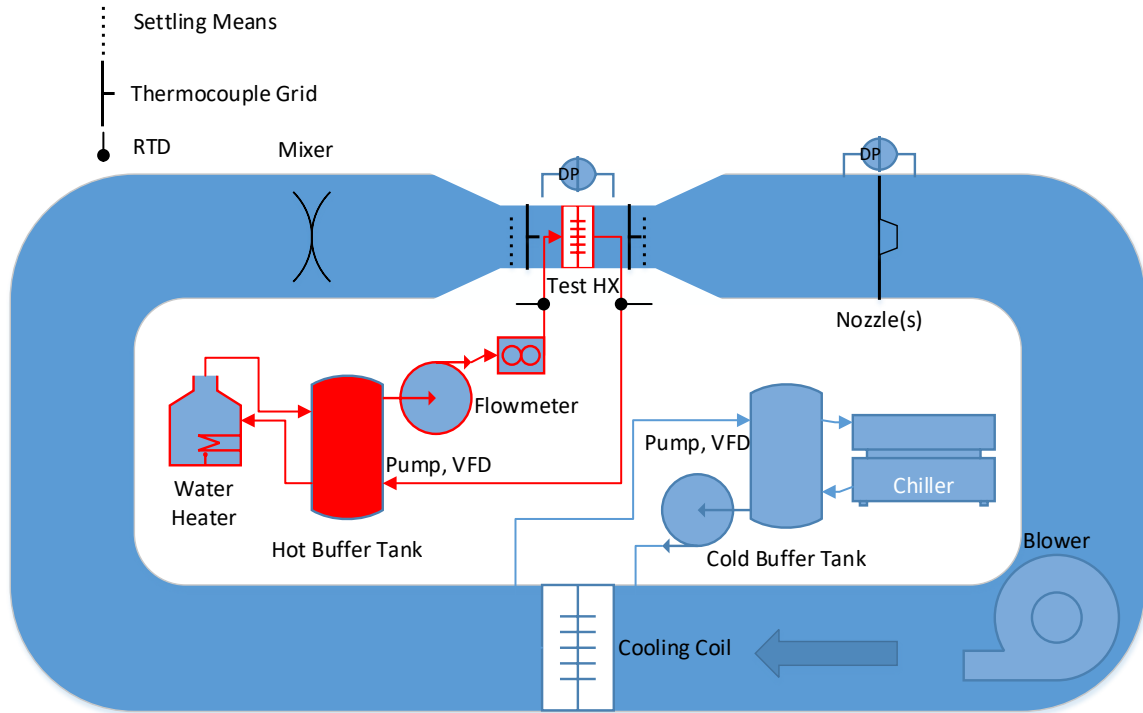 Settling Means
Thermocouple Grid
RTD
Mixer
DP
DP
Test HX
Nozzle(s)
Flowmeter
Pump, VFD
Water
Heater
Hot Buffer Tank
Pump, VFD
Chiller
Cold Buffer Tank
Blower
Cooling Coil